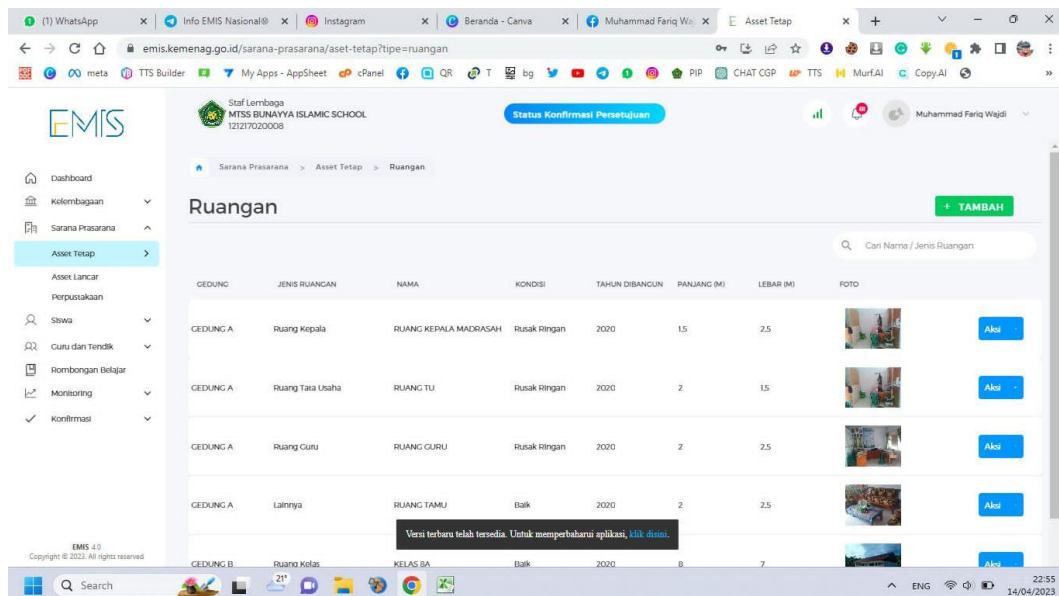 (1) WhatsApp
Info EMIS Nasional®
Instagram
Beranda - Canva
Muhammad Fariq Wa
Asset Tetap
emis.kemenag.go.id/sarana-prasarana/aset-tetap?tipe=ruangan
meta TTS Builder My Apps - AppSheet cPanel QR T bg PIP CHAT CGP TTS Murf.AI Copy.AI »
EMIS
Staf Lembaga
MTSS BUNAYYA ISLAMIC SCHOOL
121217020008
Status Konfirmasi Persetujuan
Muhammad Fariq Wajdi
Sarana Prasarana > Asset Tetap > Ruangan
Dashboard
Kelembagaan
Sarana Prasarana
Asset Tetap
Asset Lancar
Perpustakaan
Siswa
Guru dan Tendik
Rombongan Belajar
Monitoring
Konfirmasi
EMIS 4.0
Copyright © 2023. All rights reserved
Ruangan
+ TAMBAH
Cari Nama / Jenis Ruangan
GEDUNG JENIS RUANGAN NAMA KONDISI TAHUN DIBANGUN PANJANG (M) LEBAR (M) FOTO
GEDUNG A Ruang Kepala RUANG KEPALA MADRASAH Rusak Ringan 2020 1,5 2,5 Aksi
GEDUNG A Ruang Tata Usaha RUANG TU Rusak Ringan 2020 2 1,5 Aksi
GEDUNG A Ruang Guru RUANG GURU Rusak Ringan 2020 2 2,5 Aksi
GEDUNG A Lainnya RUANG TAMU Baik 2020 2 2,5 Aksi
Versi terbaru telah tersedia. Untuk memperbaharui aplikasi, klik disini.
GEDUNG B Ruang Kelas KELAS 8A Baik 2020 8 7 Aksi
Search
21°
ENG
22:55
14/04/2023